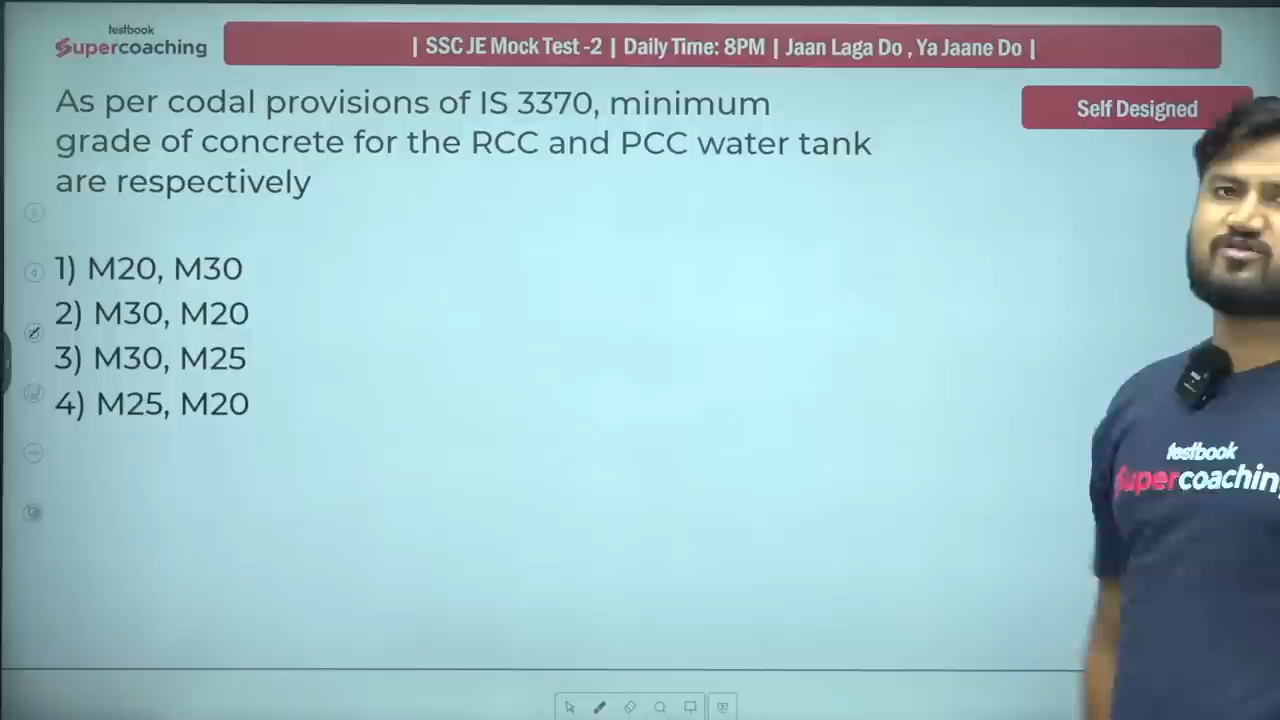 testbook
Supercoaching
| SSC JE Mock Test -2 | Daily Time: 8PM | Jaan Laga Do , Ya Jaane Do |
As per codal provisions of IS 3370, minimum
grade of concrete for the RCC and PCC water tank
are respectively
Self Designed
1) M20, M30
2) M30, M20
3) M30, M25
4) M25, M20
testbook
Supercoaching